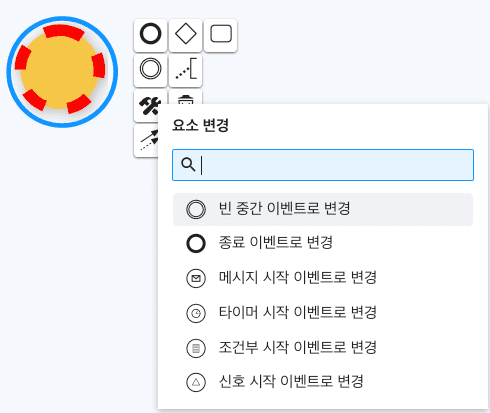 요소 변경
빈 중간 이벤트로 변경
종료 이벤트로 변경
메시지 시작 이벤트로 변경
타이머 시작 이벤트로 변경
조건부 시작 이벤트로 변경
신호 시작 이벤트로 변경